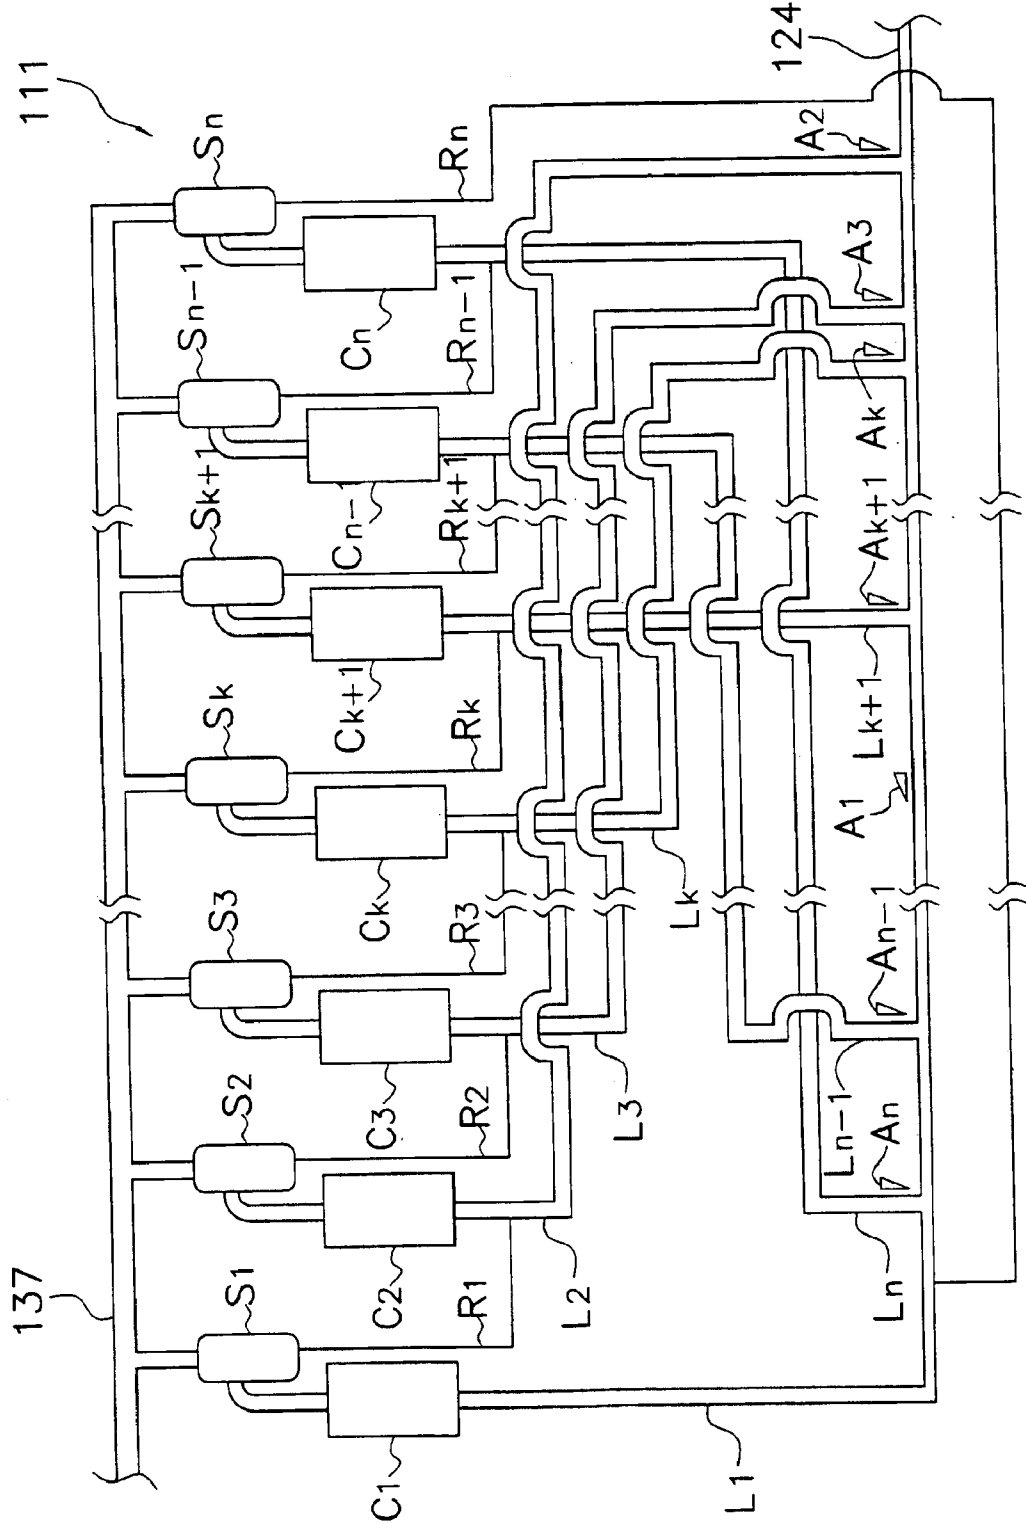 111
137
124
S1
S2
S3
Sk
Sk+1
Sn-1
Sn
C1
C2
C3
Ck
Ck+1
Cn-1
Cn
R1
R2
R3
Rk
Rk+1
Rn-1
Rn
L1
L2
L3
Lk
Lk+1
Ln-1
Ln
An
An-1
A1
Ak+1
Ak
A3
A2